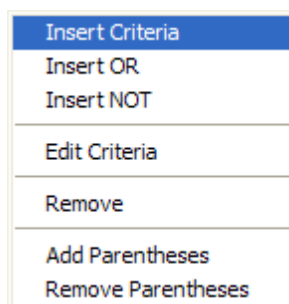 Insert Criteria
Insert OR
Insert NOT
Edit Criteria
Remove
Add Parentheses
Remove Parentheses